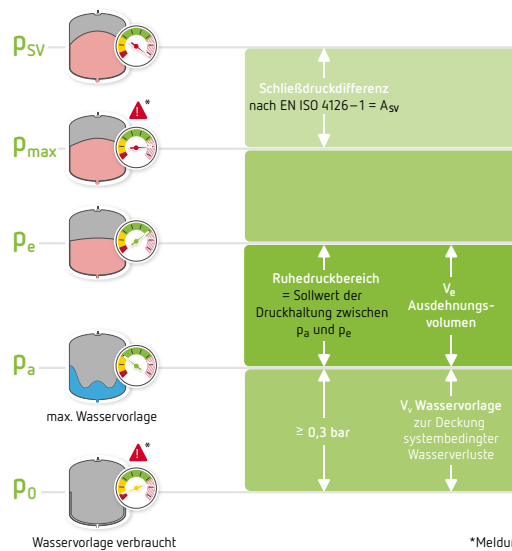 pSV
Schließdruckdifferenz
nach EN ISO 4126–1 = ASV
*
pmax
pe
Ruhedruckbereich
= Sollwert der
Druckhaltung zwischen
pa und pe
Ve
Ausdehnungs-
volumen
pa
max. Wasservorlage
≥ 0,3 bar
Vv Wasservorlage
zur Deckung
systembedingter
Wasserverluste
*
p0
Wasservorlage verbraucht
*Meldun